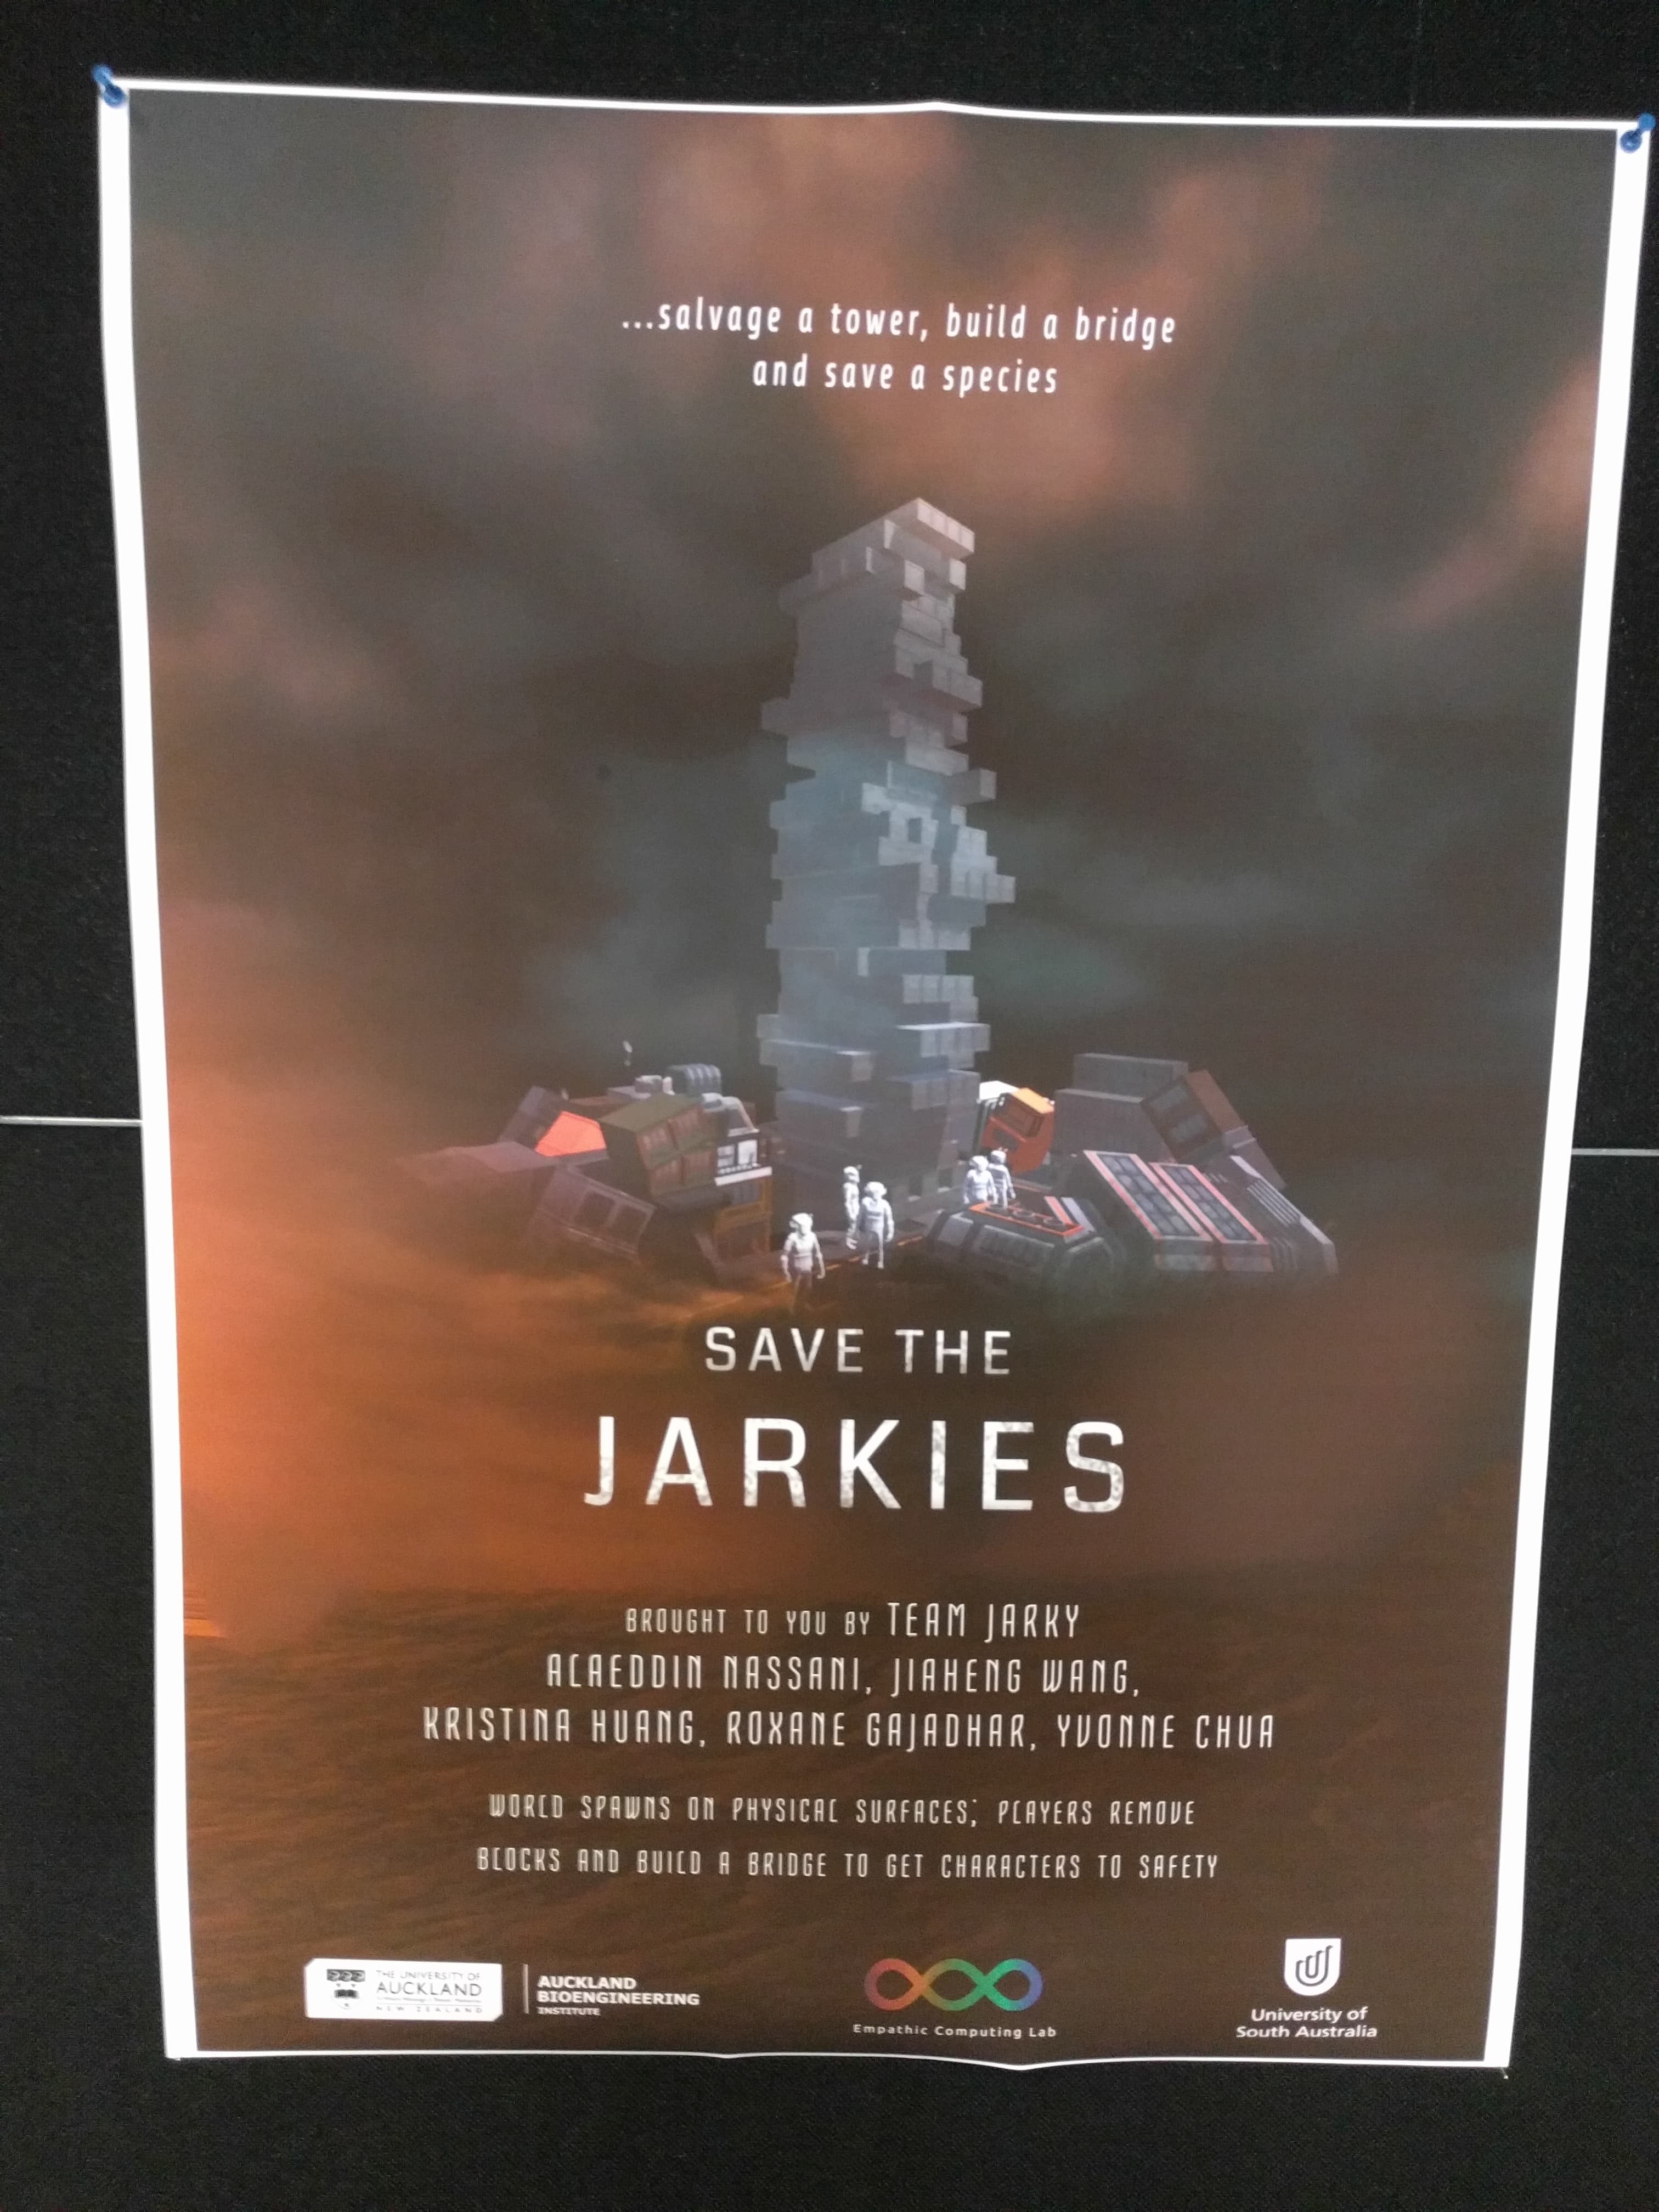 ...salvage a tower, build a bridge
and save a species
SAVE THE
JARKIES
BROUGHT TO YOU BY TEAM JARKY
ALAEDDIN NASSANI, JIAHENG WANG,
KRISTINA HUANG, ROXANE GAJADHAR, YVONNE CHUA
WORLD SPAWNS ON PHYSICAL SURFACES; PLAYERS REMOVE
BLOCKS AND BUILD A BRIDGE TO GET CHARACTERS TO SAFETY
THE UNIVERSITY OF
AUCKLAND
NEW ZEALAND
AUCKLAND
BIOENGINEERING
INSTITUTE
Empathic Computing Lab
University of
South Australia